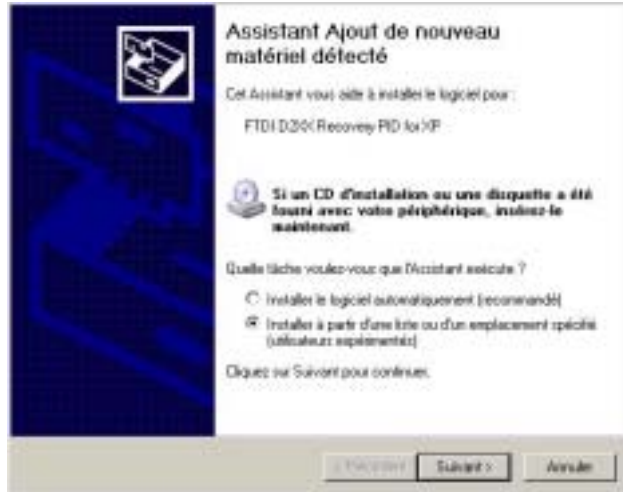 Assistant Ajout de nouveau
matériel détecté
Cet Assistant vous aide à installer le logiciel pour :
FTDI D2XX Recovery PID for XP
Si un CD d'installation ou une disquette a été
fourni avec votre périphérique, insérez-le
maintenant.
Quelle tâche voulez-vous que l'Assistant exécute ?
Installer le logiciel automatiquement (recommandé)
Installer à partir d'une liste ou d'un emplacement spécifié
(utilisateurs expérimentés)
Cliquez sur Suivant pour continuer.
< Précédent
Suivant >
Annuler